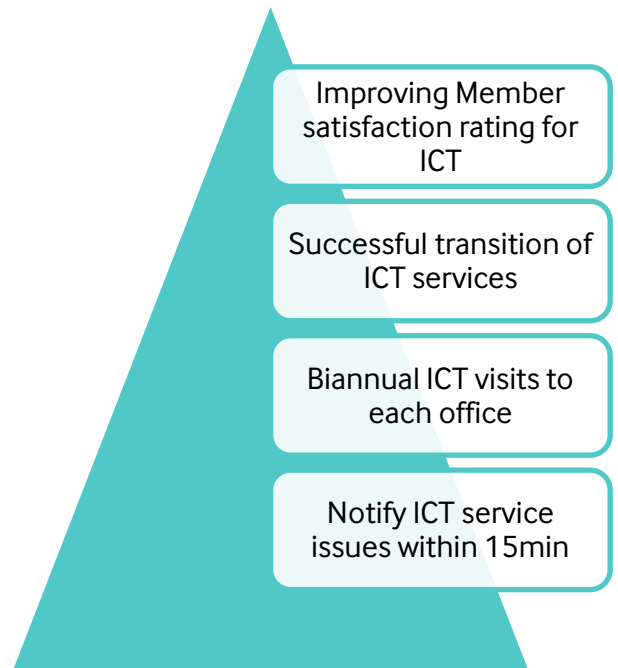 Improving Member
satisfaction rating for
ICT
Successful transition of
ICT services
Biannual ICT visits to
each office
Notify ICT service
issues within 15min